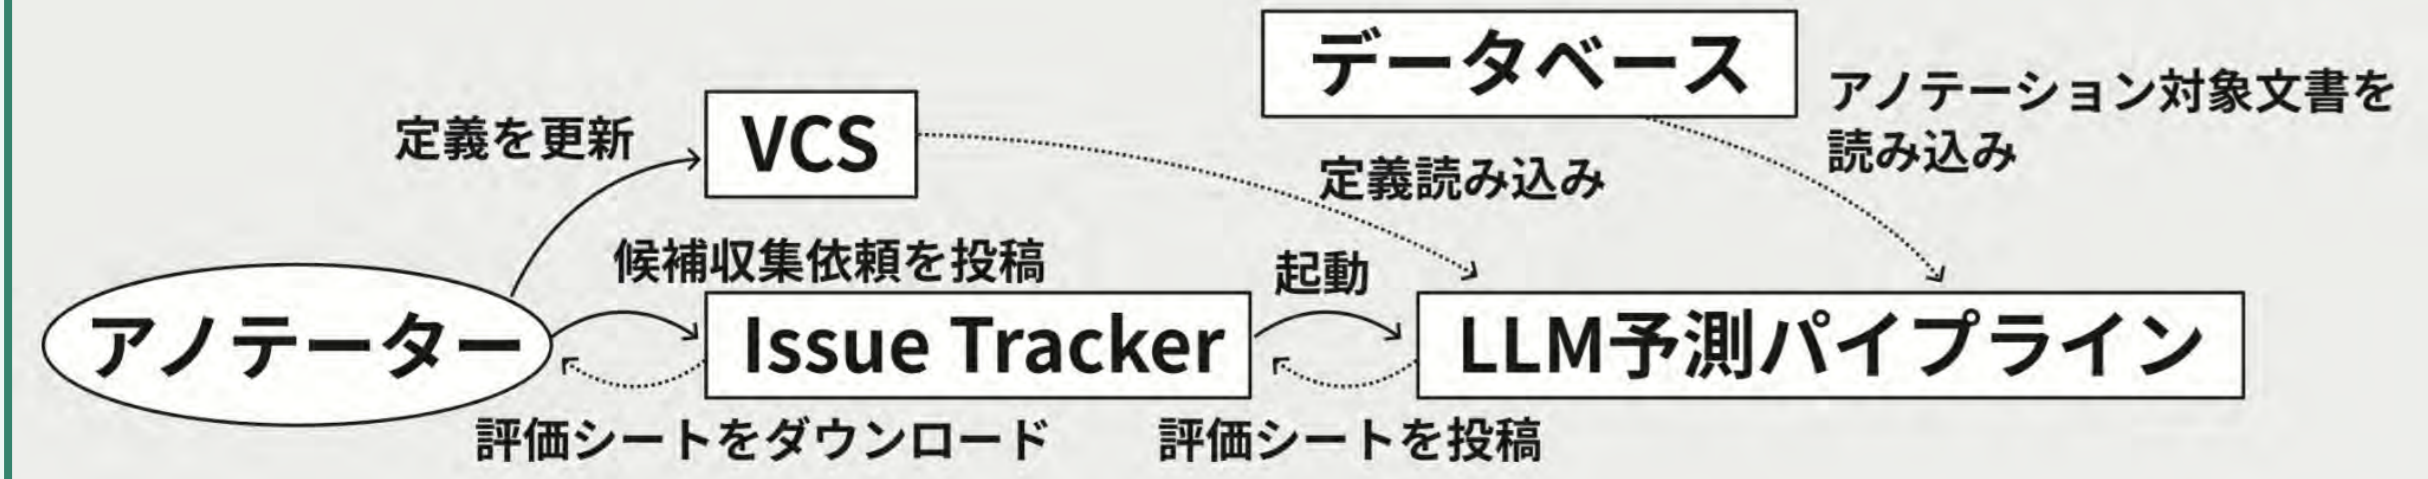 データベース
アノテーション対象文書を
読み込み
定義を更新
VCS
定義読み込み
候補収集依頼を投稿
起動
アノテーター
Issue Tracker
LLM予測パイプライン
評価シートをダウンロード
評価シートを投稿